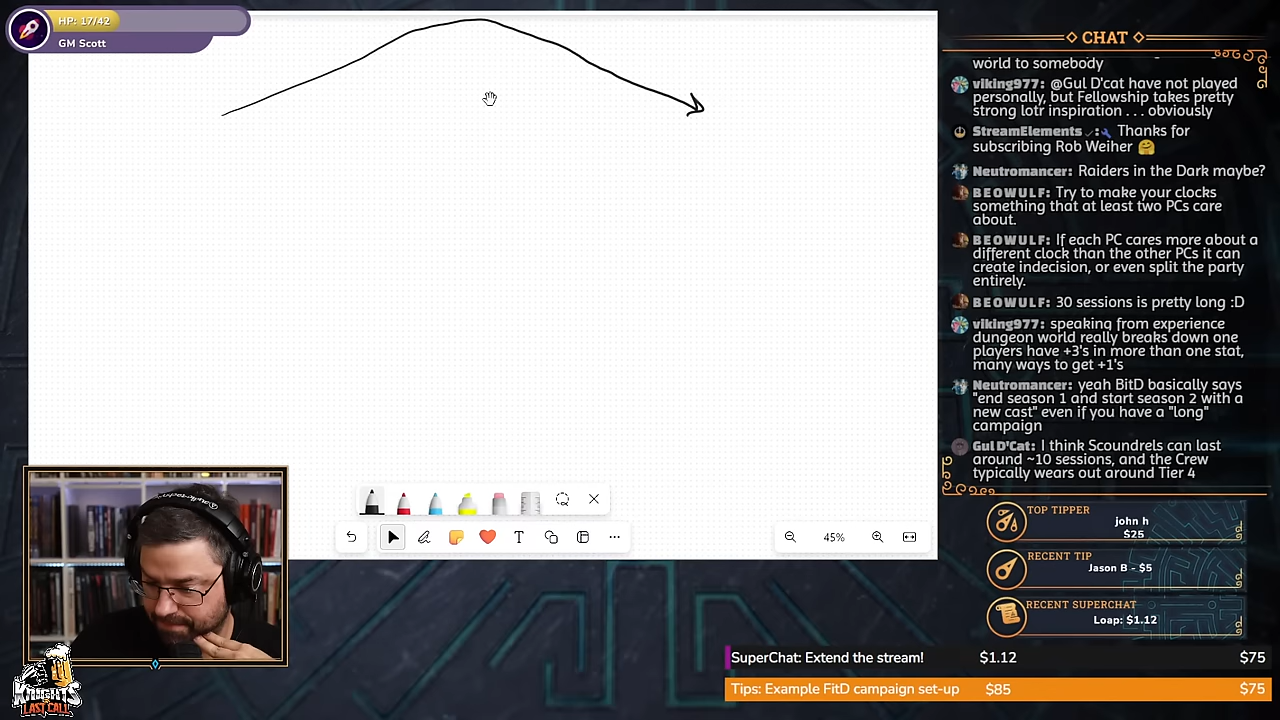 HP: 17/42
GM Scott
CHAT
world to somebody
viking977: @Gul D'cat have not played
personally, but Fellowship takes pretty
strong lotr inspiration . . . obviously
StreamElements ✓:🔧 Thanks for
subscribing Rob Weiher 🤗
Neutromancer: Raiders in the Dark maybe?
BEOWULF: Try to make your clocks
something that at least two PCs care
about.
BEOWULF: If each PC cares more about a
different clock than the other PCs it can
create indecision, or even split the party
entirely.
BEOWULF: 30 sessions is pretty long :D
viking977: speaking from experience
dungeon world really breaks down one
players have +3's in more than one stat,
many ways to get +1's
Neutromancer: yeah BitD basically says
"end season 1 and start season 2 with a
new cast" even if you have a "long"
campaign
Gul D'Cat: I think Scoundrels can last
around ~10 sessions, and the Crew
typically wears out around Tier 4
T
45%
TOP TIPPER
john h
$25
RECENT TIP
Jason B - $5
RECENT SUPERCHAT
Loap: $1.12
SuperChat: Extend the stream! $1.12 $75
Tips: Example FitD campaign set-up $85 $75
KNIGHTS
LAST CALL